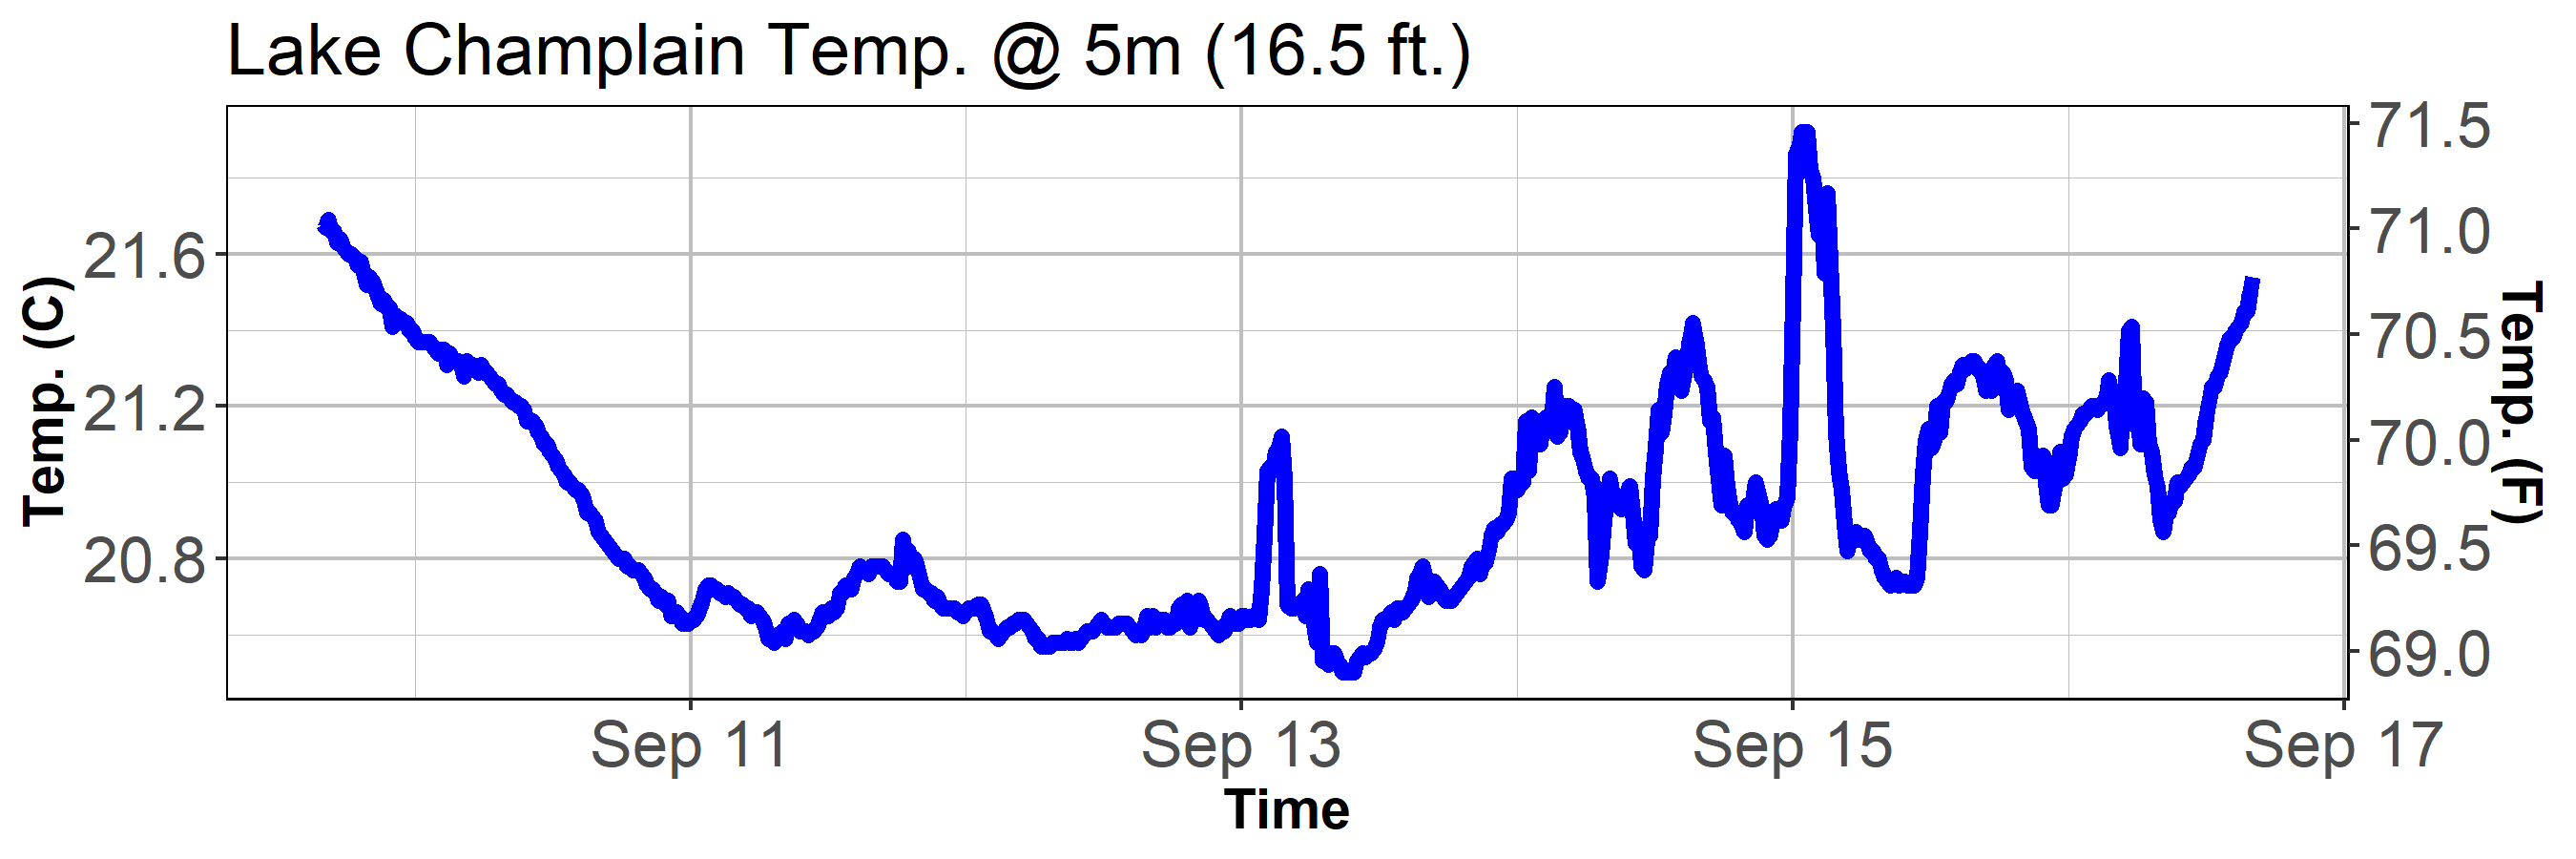 Lake Champlain Temp. @ 5m (16.5 ft.)
Temp. (C)
21.6
21.2
20.8
71.5
71.0
70.5
70.0
69.5
69.0
Temp. (F)
Sep 11 Sep 13 Sep 15 Sep 17
Time